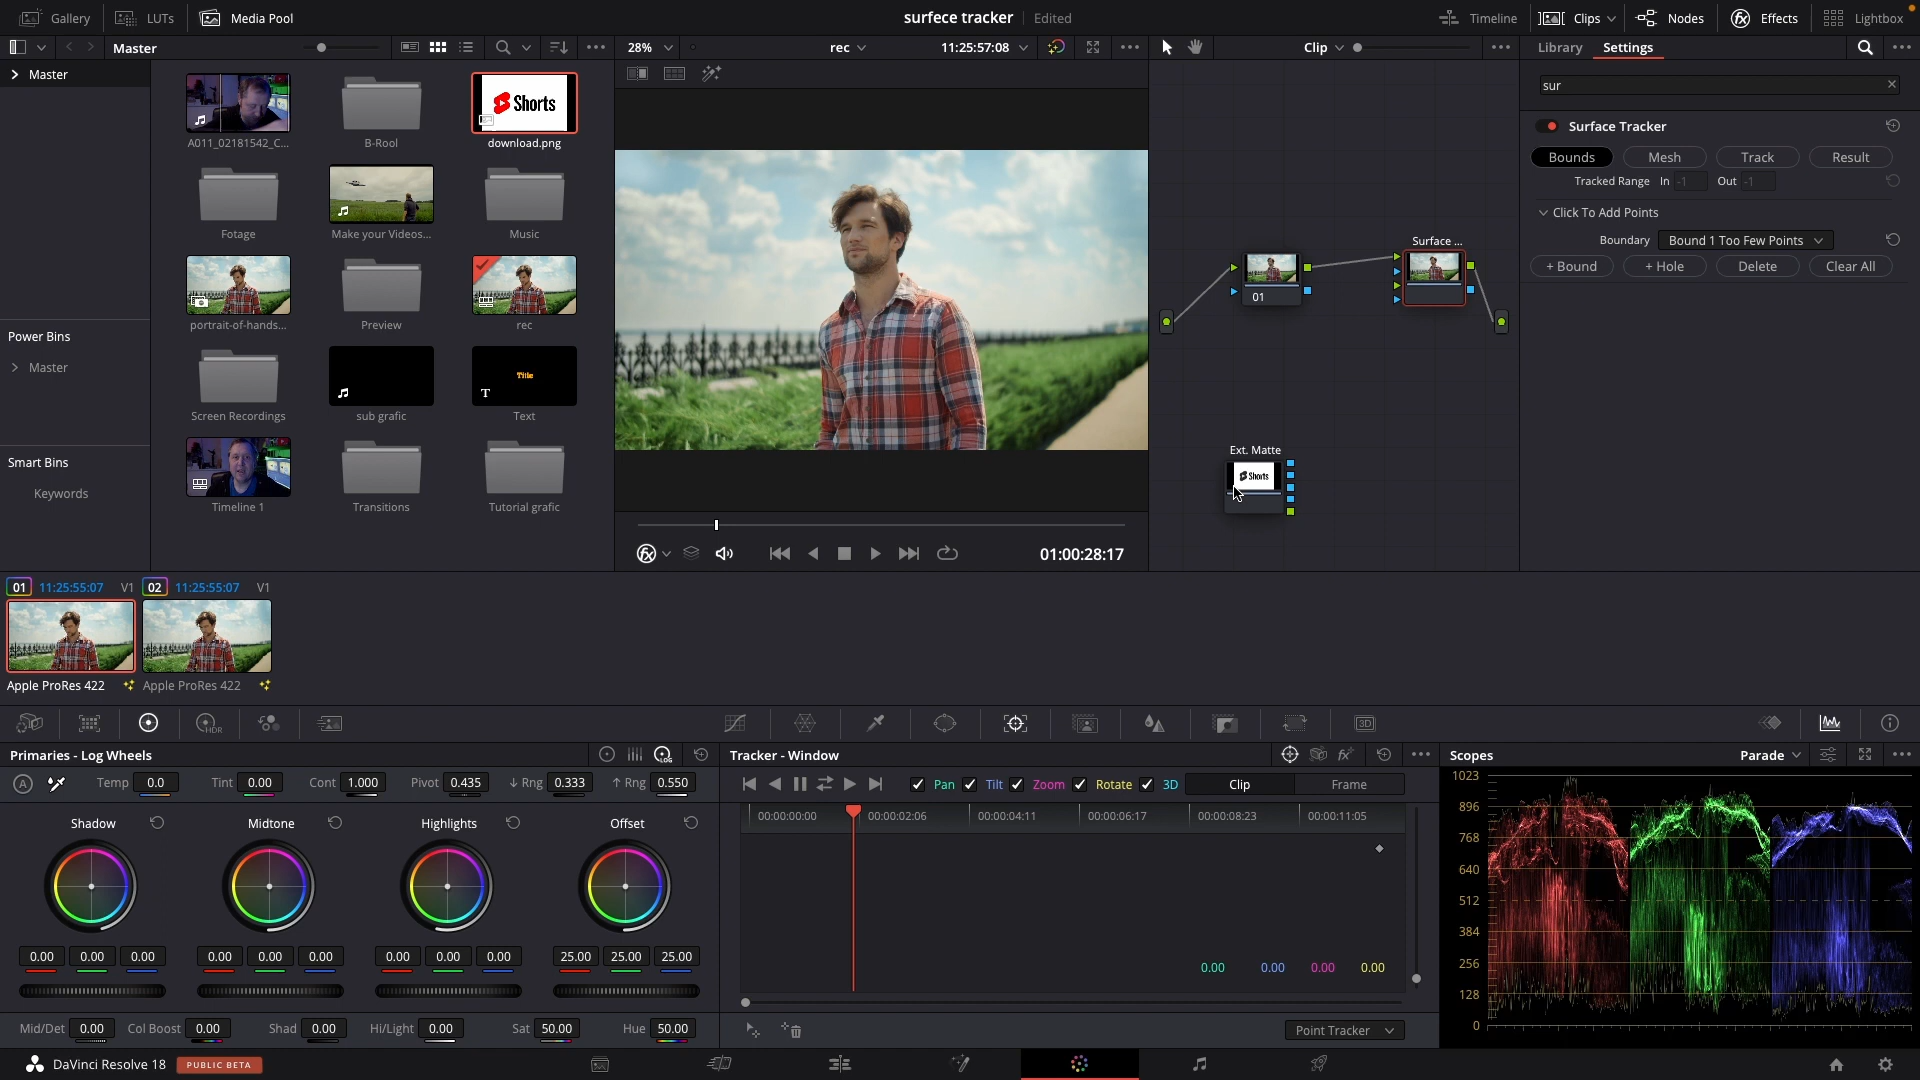 Gallery LUTs Media Pool surfece tracker Edited Timeline Clips Nodes Effects Lightbox
Master 28% rec 11:25:57:08 Clip Library Settings
Master
sur
Shorts
A011_02181542_C... B-Rool download.png
Surface Tracker
Bounds Mesh Track Result
Tracked Range In -1 Out -1
Click To Add Points
Fotage Make your Videos... Music
Boundary Bound 1 Too Few Points
Surface ...
+ Bound + Hole Delete Clear All
01
portrait-of-hands... Preview rec
Power Bins
Master
Title
T
Screen Recordings sub grafic Text
Smart Bins
Keywords
Ext. Matte
Shorts
Timeline 1 Transitions Tutorial grafic
01:00:28:17
01 11:25:55:07 V1 02 11:25:55:07 V1
Apple ProRes 422 Apple ProRes 422
HDR
3D
Primaries - Log Wheels LOG Tracker - Window fx Scopes Parade
A Temp 0.0 Tint 0.00 Cont 1.000 Pivot 0.435 ↓ Rng 0.333 ↑ Rng 0.550
Pan Tilt Zoom Rotate 3D Clip Frame
Shadow Midtone Highlights Offset
00:00:00:00 00:00:02:06 00:00:04:11 00:00:06:17 00:00:08:23 00:00:11:05
1023
896
768
640
512
384
256
128
0
0.00 0.00 0.00 0.00 0.00 0.00 0.00 0.00 0.00 25.00 25.00 25.00
0.00 0.00 0.00 0.00
Mid/Det 0.00 Col Boost 0.00 Shad 0.00 Hi/Light 0.00 Sat 50.00 Hue 50.00
Point Tracker
DaVinci Resolve 18 PUBLIC BETA